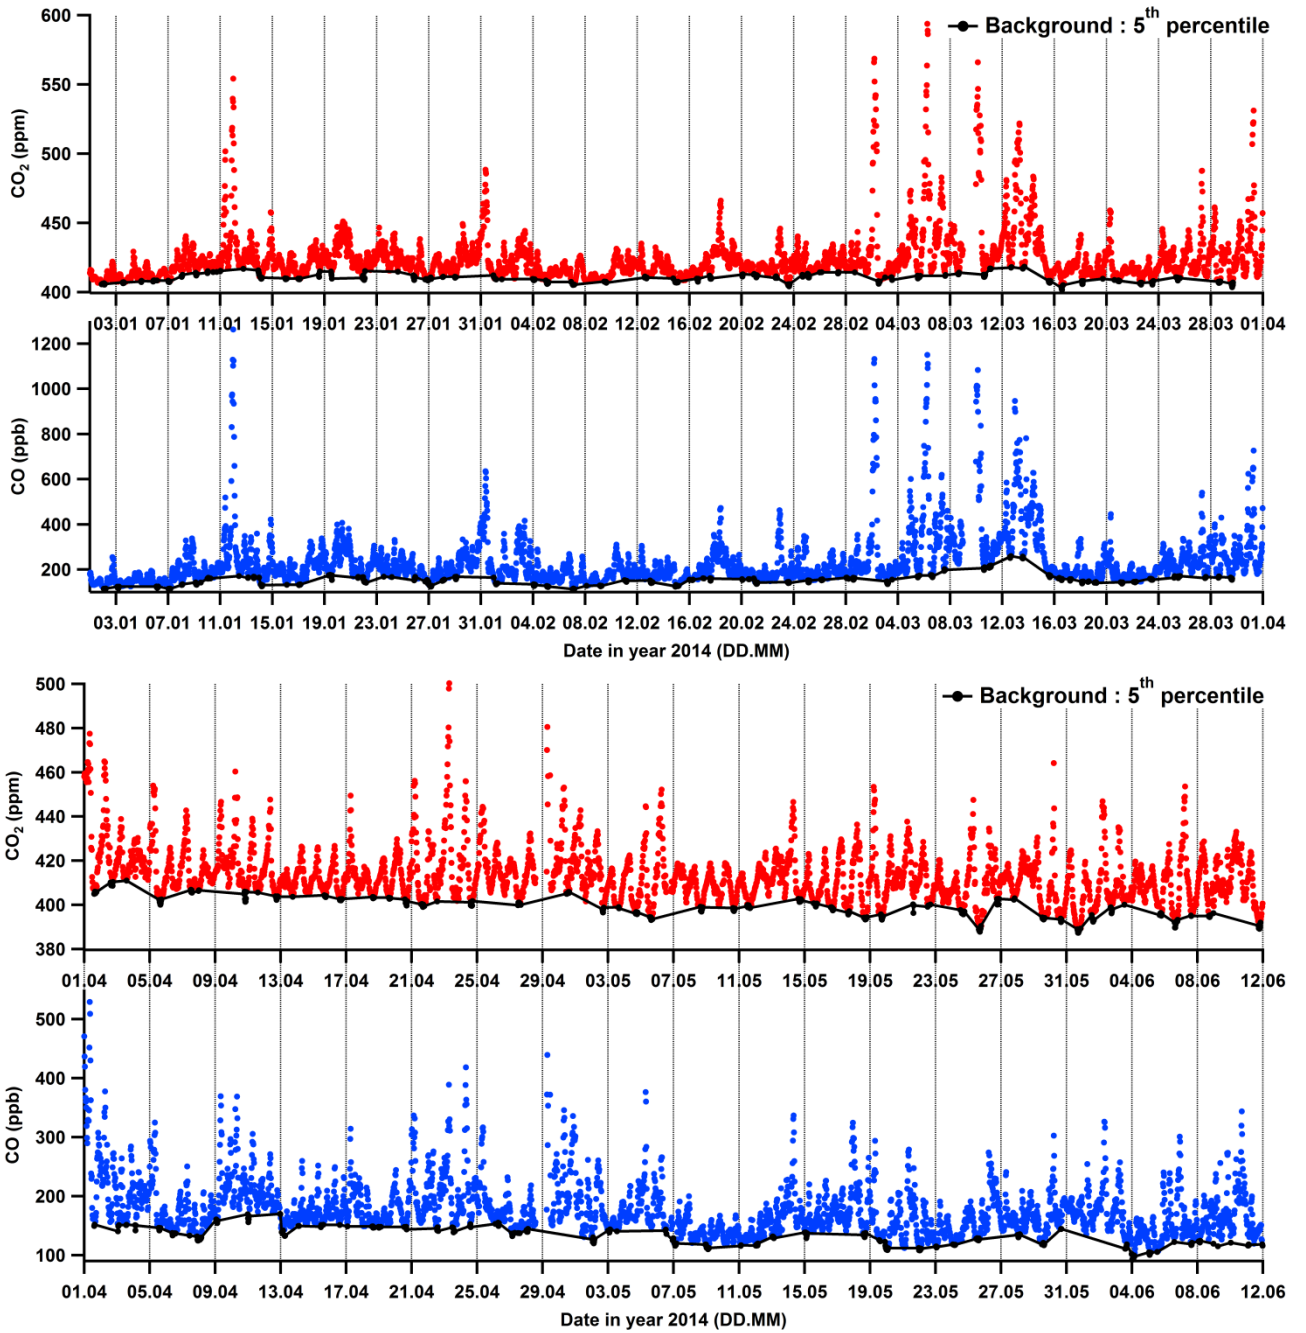 600
Background : 5th percentile
550
500
450
400
CO2 (ppm)
03.01 07.01 11.01 15.01 19.01 23.01 27.01 31.01 04.02 08.02 12.02 16.02 20.02 24.02 28.02 04.03 08.03 12.03 16.03 20.03 24.03 28.03 01.04
1200
1000
800
600
400
200
CO (ppb)
03.01 07.01 11.01 15.01 19.01 23.01 27.01 31.01 04.02 08.02 12.02 16.02 20.02 24.02 28.02 04.03 08.03 12.03 16.03 20.03 24.03 28.03 01.04
Date in year 2014 (DD.MM)
500
Background : 5th percentile
480
460
440
420
400
380
CO2 (ppm)
01.04 05.04 09.04 13.04 17.04 21.04 25.04 29.04 03.05 07.05 11.05 15.05 19.05 23.05 27.05 31.05 04.06 08.06 12.06
500
400
300
200
100
CO (ppb)
01.04 05.04 09.04 13.04 17.04 21.04 25.04 29.04 03.05 07.05 11.05 15.05 19.05 23.05 27.05 31.05 04.06 08.06 12.06
Date in year 2014 (DD.MM)